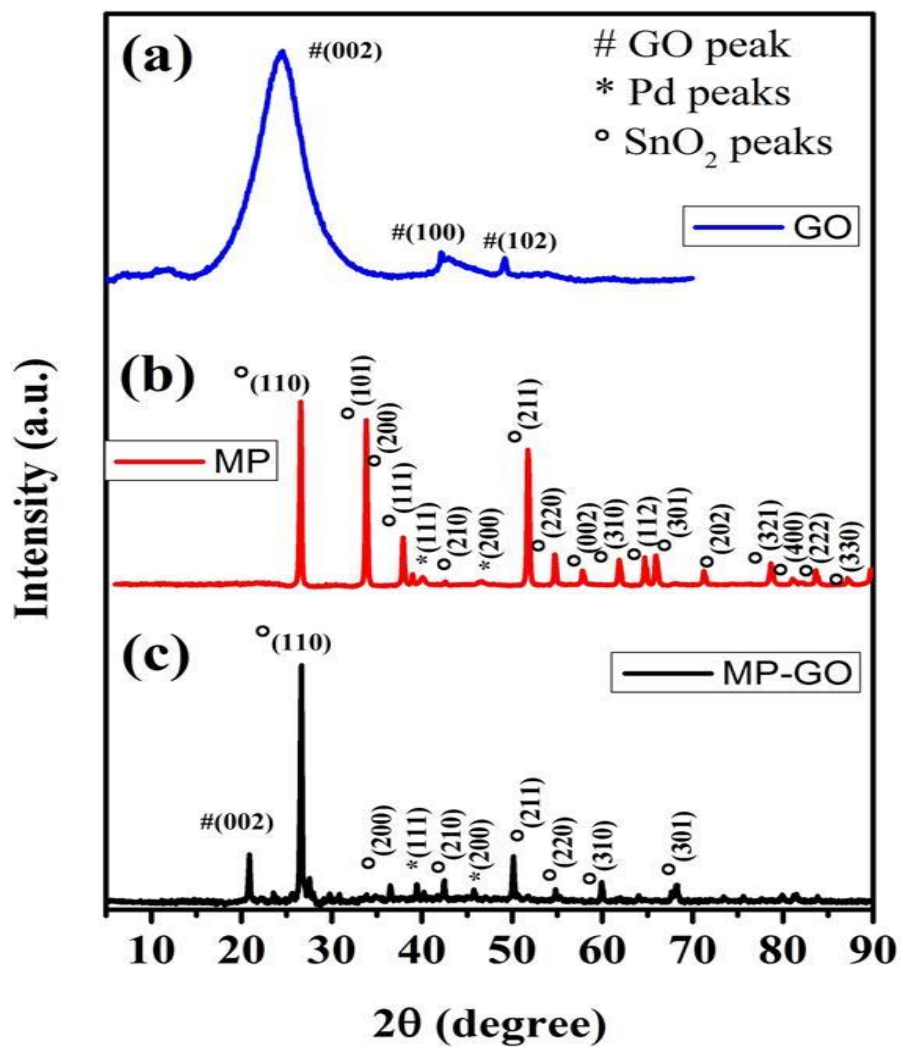 (a)
#(002)
# GO peak
* Pd peaks
° SnO₂ peaks
GO
#(100)
#(102)
(b)
°(110)
°(101)
°(200)
°(111)
*(111)
°(210)
*(200)
°(211)
°(220)
°(002)
°(310)
°(112)
°(301)
°(202)
°(321)
°(400)
°(222)
°(330)
MP
(c)
°(110)
MP-GO
#(002)
°(200)
*(111)
°(210)
*(200)
°(211)
°(220)
°(310)
°(301)
Intensity (a.u.)
10 20 30 40 50 60 70 80 90
2θ (degree)